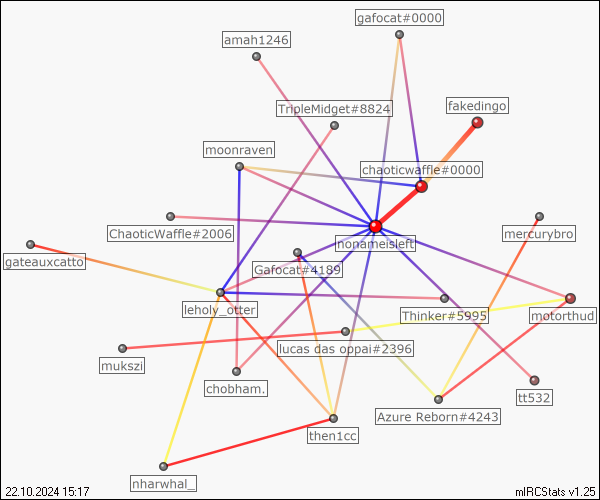 gafocat#0000
amah1246
fakedingo
TripleMidget#8824
moonraven
chaoticwaffle#0000
ChaoticWaffle#2006
mercurybro
nonameisleft
gateauxcatto
Gafocat#4189
leholy_otter
Thinker#5995
motorthud
lucas das oppai#2396
mukszi
chobham.
tt532
Azure Reborn#4243
then1cc
nharwhal_
22.10.2024 15:17
mIRCStats v1.25